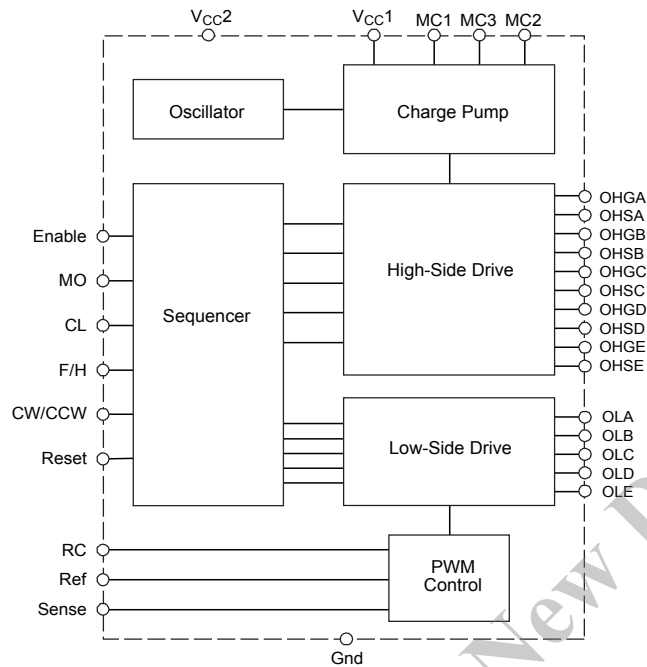 VCC2
VCC1
MC1
MC3
MC2
Oscillator
Charge Pump
Enable
MO
CL
F/H
CW/CCW
Reset
Sequencer
High-Side Drive
OHGA
OHSA
OHGB
OHSB
OHGC
OHSC
OHGD
OHSD
OHGE
OHSE
Low-Side Drive
OLA
OLB
OLC
OLD
OLE
RC
Ref
Sense
PWM
Control
Gnd
New